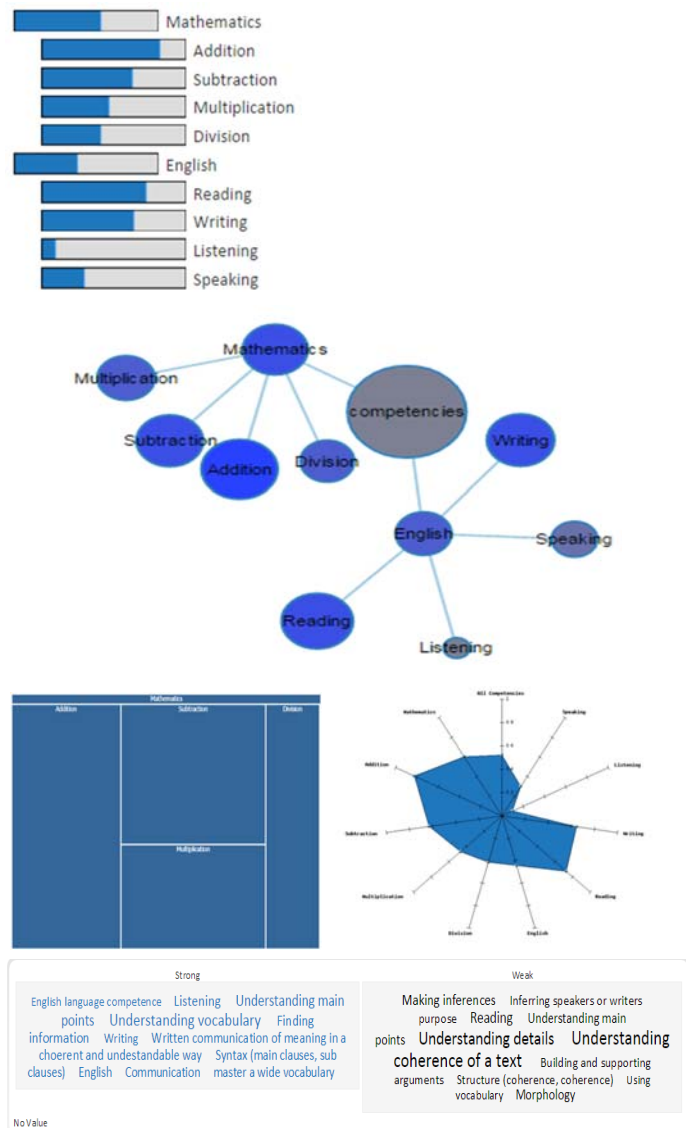 Mathematics
Addition
Subtraction
Multiplication
Division
English
Reading
Writing
Listening
Speaking
Mathematics
Multiplication
competencies
Subtraction
Writing
Addition
Division
English
Speaking
Reading
Listening
Mathematics
Addition
Subtraction
Division
Multiplication
All Competencies
Mathematics
Speaking
Addition
Listening
Subtraction
Writing
Multiplication
Reading
Division
English
Strong
English language competence Listening Understanding main
points Understanding vocabulary Finding
information Writing Written communication of meaning in a
choerent and undestandable way Syntax (main clauses, sub
clauses) English Communication master a wide vocabulary
Weak
Making inferences Inferring speakers or writers
purpose Reading Understanding main
points Understanding details Understanding
coherence of a text Building and supporting
arguments Structure (coherence, coherence) Using
vocabulary Morphology
No Value